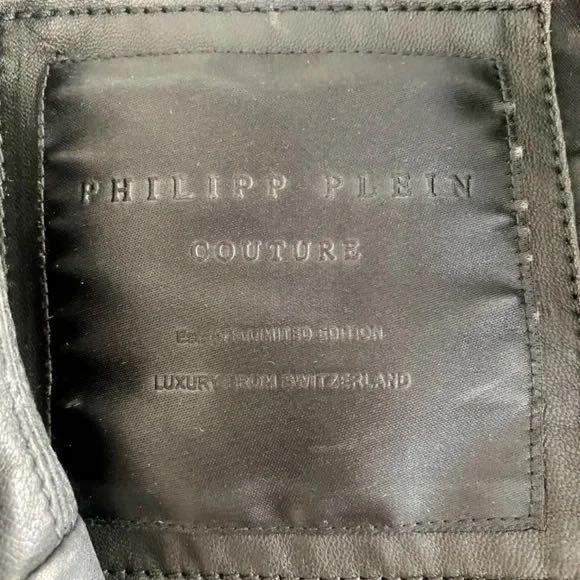 PHILIPP PLEIN
COUTURE
LIMITED EDITION
LUXURY FROM SWITZERLAND